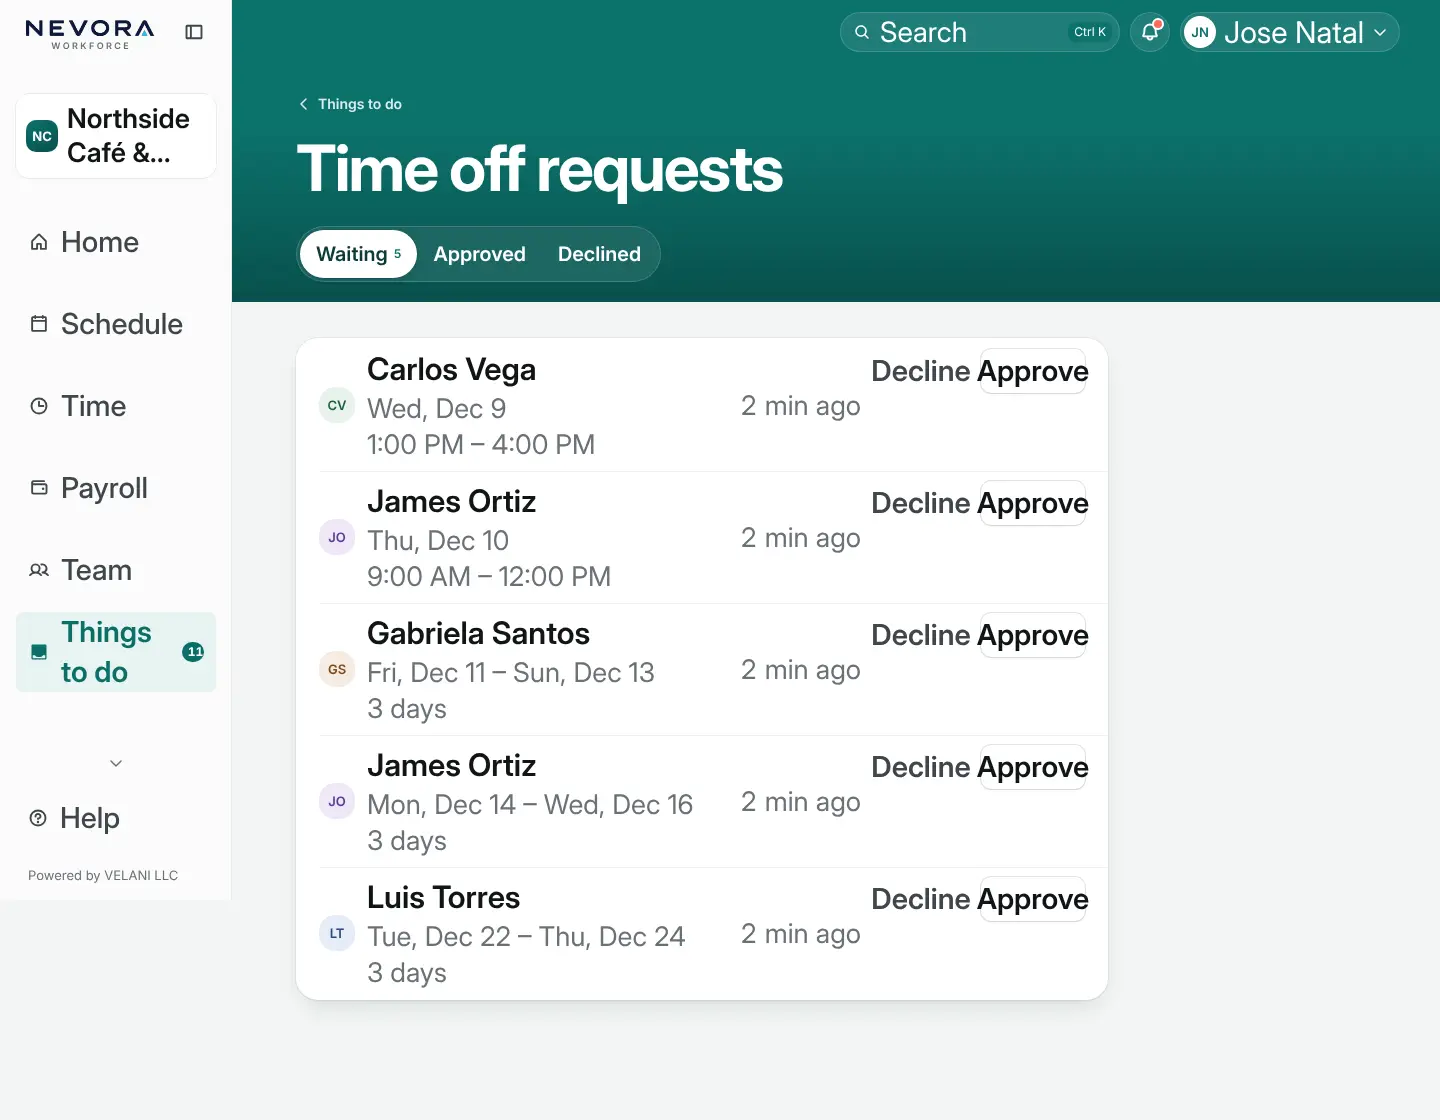 NEVORA
WORKFORCE
Search
Ctrl K
JN
Jose Natal
NC
Northside
Café &...
Home
Schedule
Time
Payroll
Team
Things
to do
11
Help
Powered by VELANI LLC
Things to do
Time off requests
Waiting 5
Approved
Declined
CV
Carlos Vega
Wed, Dec 9
1:00 PM – 4:00 PM
2 min ago
Decline
Approve
JO
James Ortiz
Thu, Dec 10
9:00 AM – 12:00 PM
2 min ago
Decline
Approve
GS
Gabriela Santos
Fri, Dec 11 – Sun, Dec 13
3 days
2 min ago
Decline
Approve
JO
James Ortiz
Mon, Dec 14 – Wed, Dec 16
3 days
2 min ago
Decline
Approve
LT
Luis Torres
Tue, Dec 22 – Thu, Dec 24
3 days
2 min ago
Decline
Approve